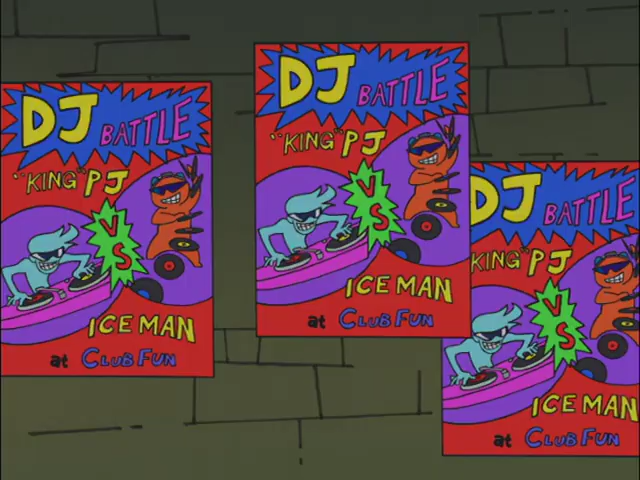 DJ BATTLE
"KING" PJ
VS
ICE MAN
at CLUB FUN
DJ BATTLE
"KING" PJ
VS
ICE MAN
at CLUB FUN
DJ BATTLE
KING" PJ
VS
ICE MAN
at CLUB FUN